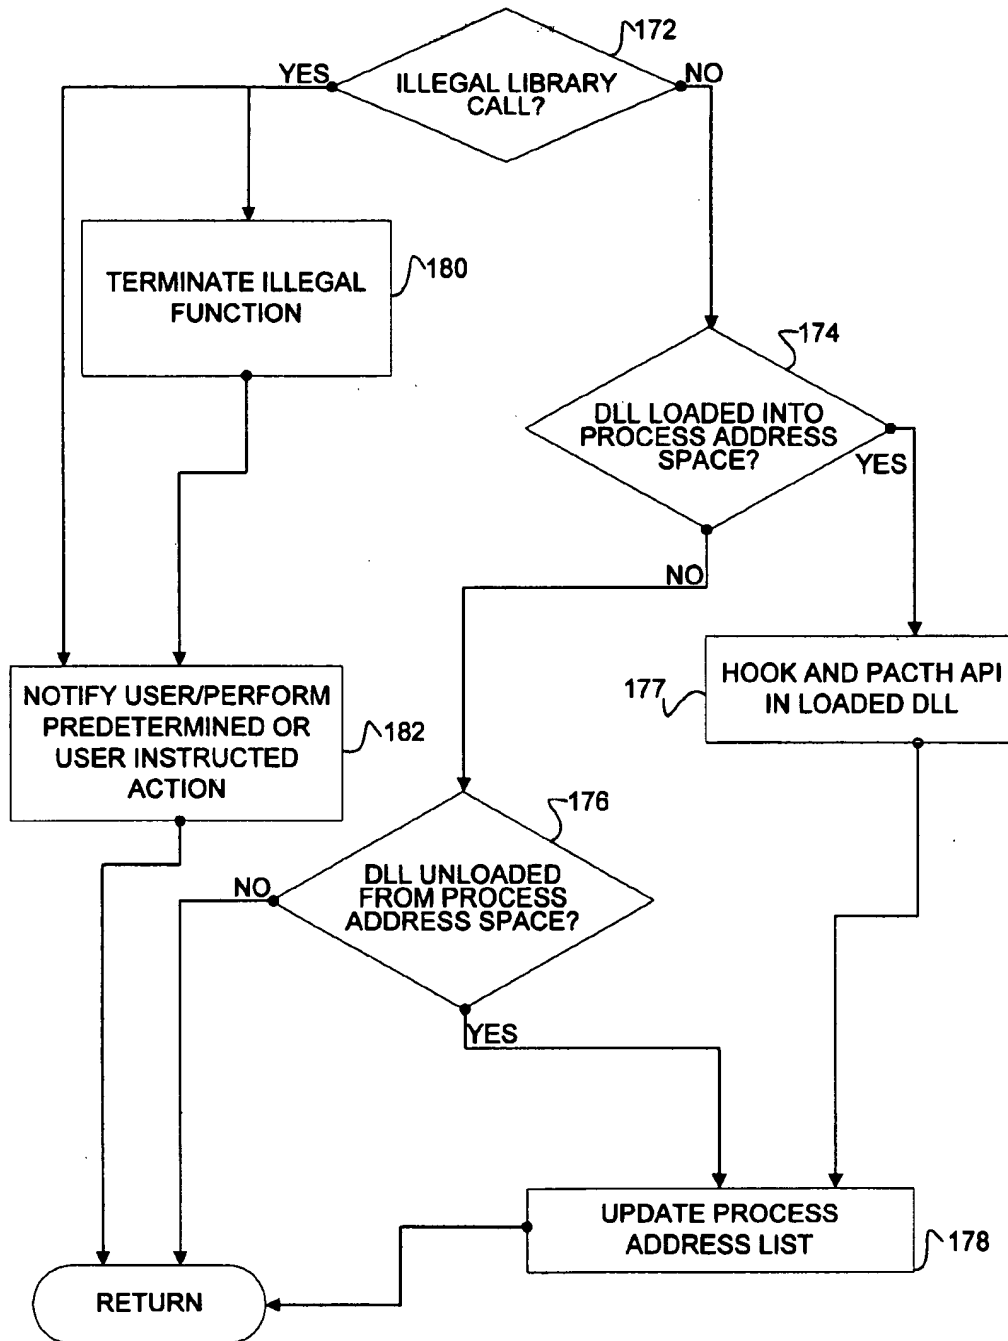 172
YES
ILLEGAL LIBRARY
CALL?
NO
TERMINATE ILLEGAL
FUNCTION
180
174
DLL LOADED INTO
PROCESS ADDRESS
SPACE?
YES
NO
NOTIFY USER/PERFORM
PREDETERMINED OR
USER INSTRUCTED
ACTION
182
177
HOOK AND PACTH API
IN LOADED DLL
176
NO
DLL UNLOADED
FROM PROCESS
ADDRESS SPACE?
YES
UPDATE PROCESS
ADDRESS LIST
178
RETURN